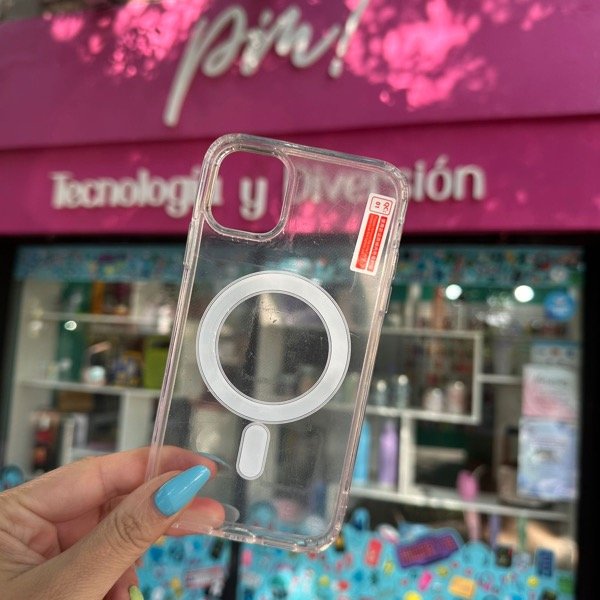 pin!
Tecnología y Diversión